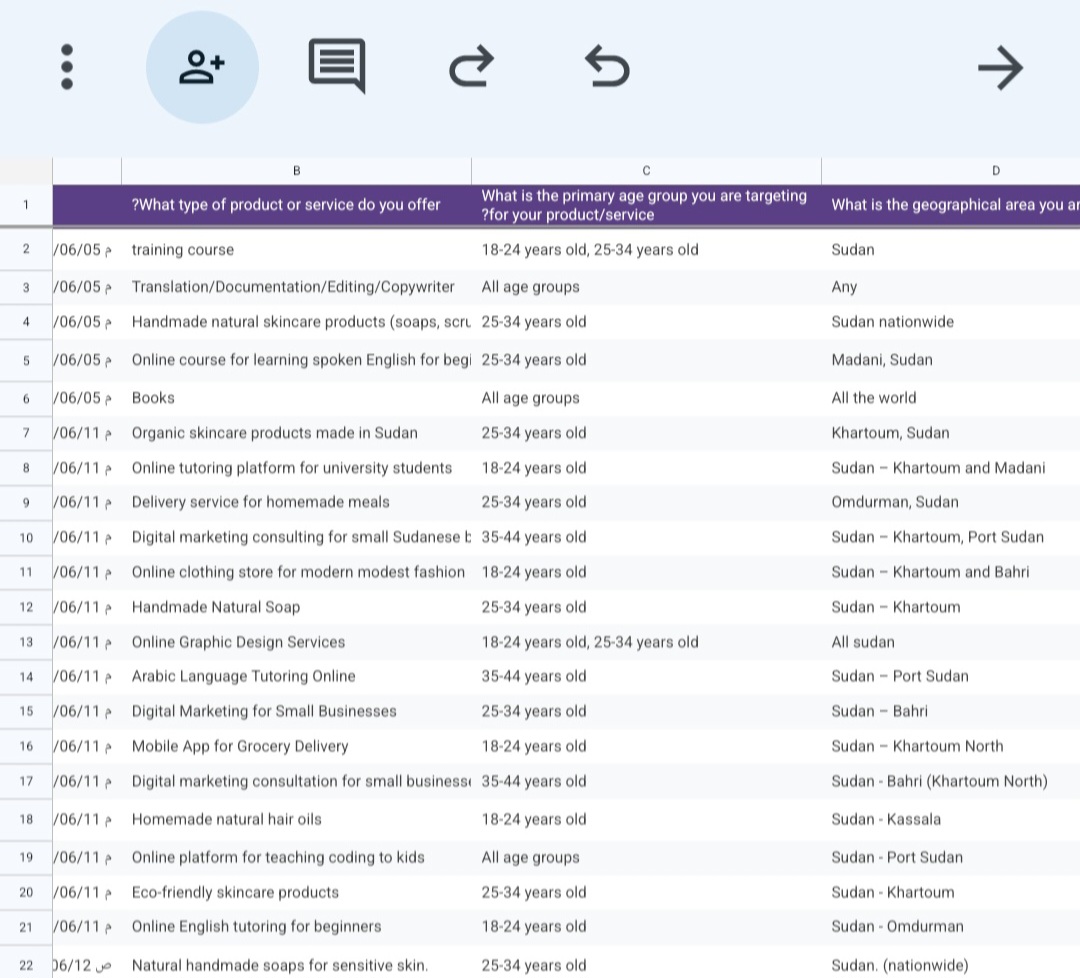 B C D
1 ?What type of product or service do you offer What is the primary age group you are targeting What is the geographical area you
?for your product/service
2 /06/05 م training course 18-24 years old, 25-34 years old Sudan
3 /06/05 م Translation/Documentation/Editing/Copywriter All age groups Any
4 /06/05 م Handmade natural skincare products (soaps, 25-34 years old Sudan nationwide
5 /06/05 م Online course for learning spoken English for 25-34 years old Madani, Sudan
6 /06/05 م Books All age groups All the world
7 /06/11 م Organic skincare products made in Sudan 25-34 years old Khartoum, Sudan
8 /06/11 م Online tutoring platform for university students 18-24 years old Sudan – Khartoum and Madani
9 /06/11 م Delivery service for homemade meals 25-34 years old Omdurman, Sudan
10 /06/11 م Digital marketing consulting for small Sudanese 35-44 years old Sudan – Khartoum, Port Sudan
11 /06/11 م Online clothing store for modern modest fashion 18-24 years old Sudan – Khartoum and Bahri
12 /06/11 م Handmade Natural Soap 25-34 years old Sudan – Khartoum
13 /06/11 م Online Graphic Design Services 18-24 years old, 25-34 years old All sudan
14 /06/11 م Arabic Language Tutoring Online 35-44 years old Sudan – Port Sudan
15 /06/11 م Digital Marketing for Small Businesses 25-34 years old Sudan – Bahri
16 /06/11 م Mobile App for Grocery Delivery 18-24 years old Sudan – Khartoum North
17 /06/11 م Digital marketing consultation for small 35-44 years old Sudan - Bahri (Khartoum North)
18 /06/11 م Homemade natural hair oils 18-24 years old Sudan - Kassala
19 /06/11 م Online platform for teaching coding to kids All age groups Sudan - Port Sudan
20 /06/11 م Eco-friendly skincare products 25-34 years old Sudan - Khartoum
21 /06/11 م Online English tutoring for beginners 18-24 years old Sudan - Omdurman
22 06/12 ص Natural handmade soaps for sensitive skin. 25-34 years old Sudan. (nationwide)